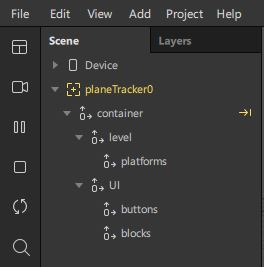 File Edit View Add Project Help
Scene Layers
Device
planeTracker0
container
level
platforms
UI
buttons
blocks